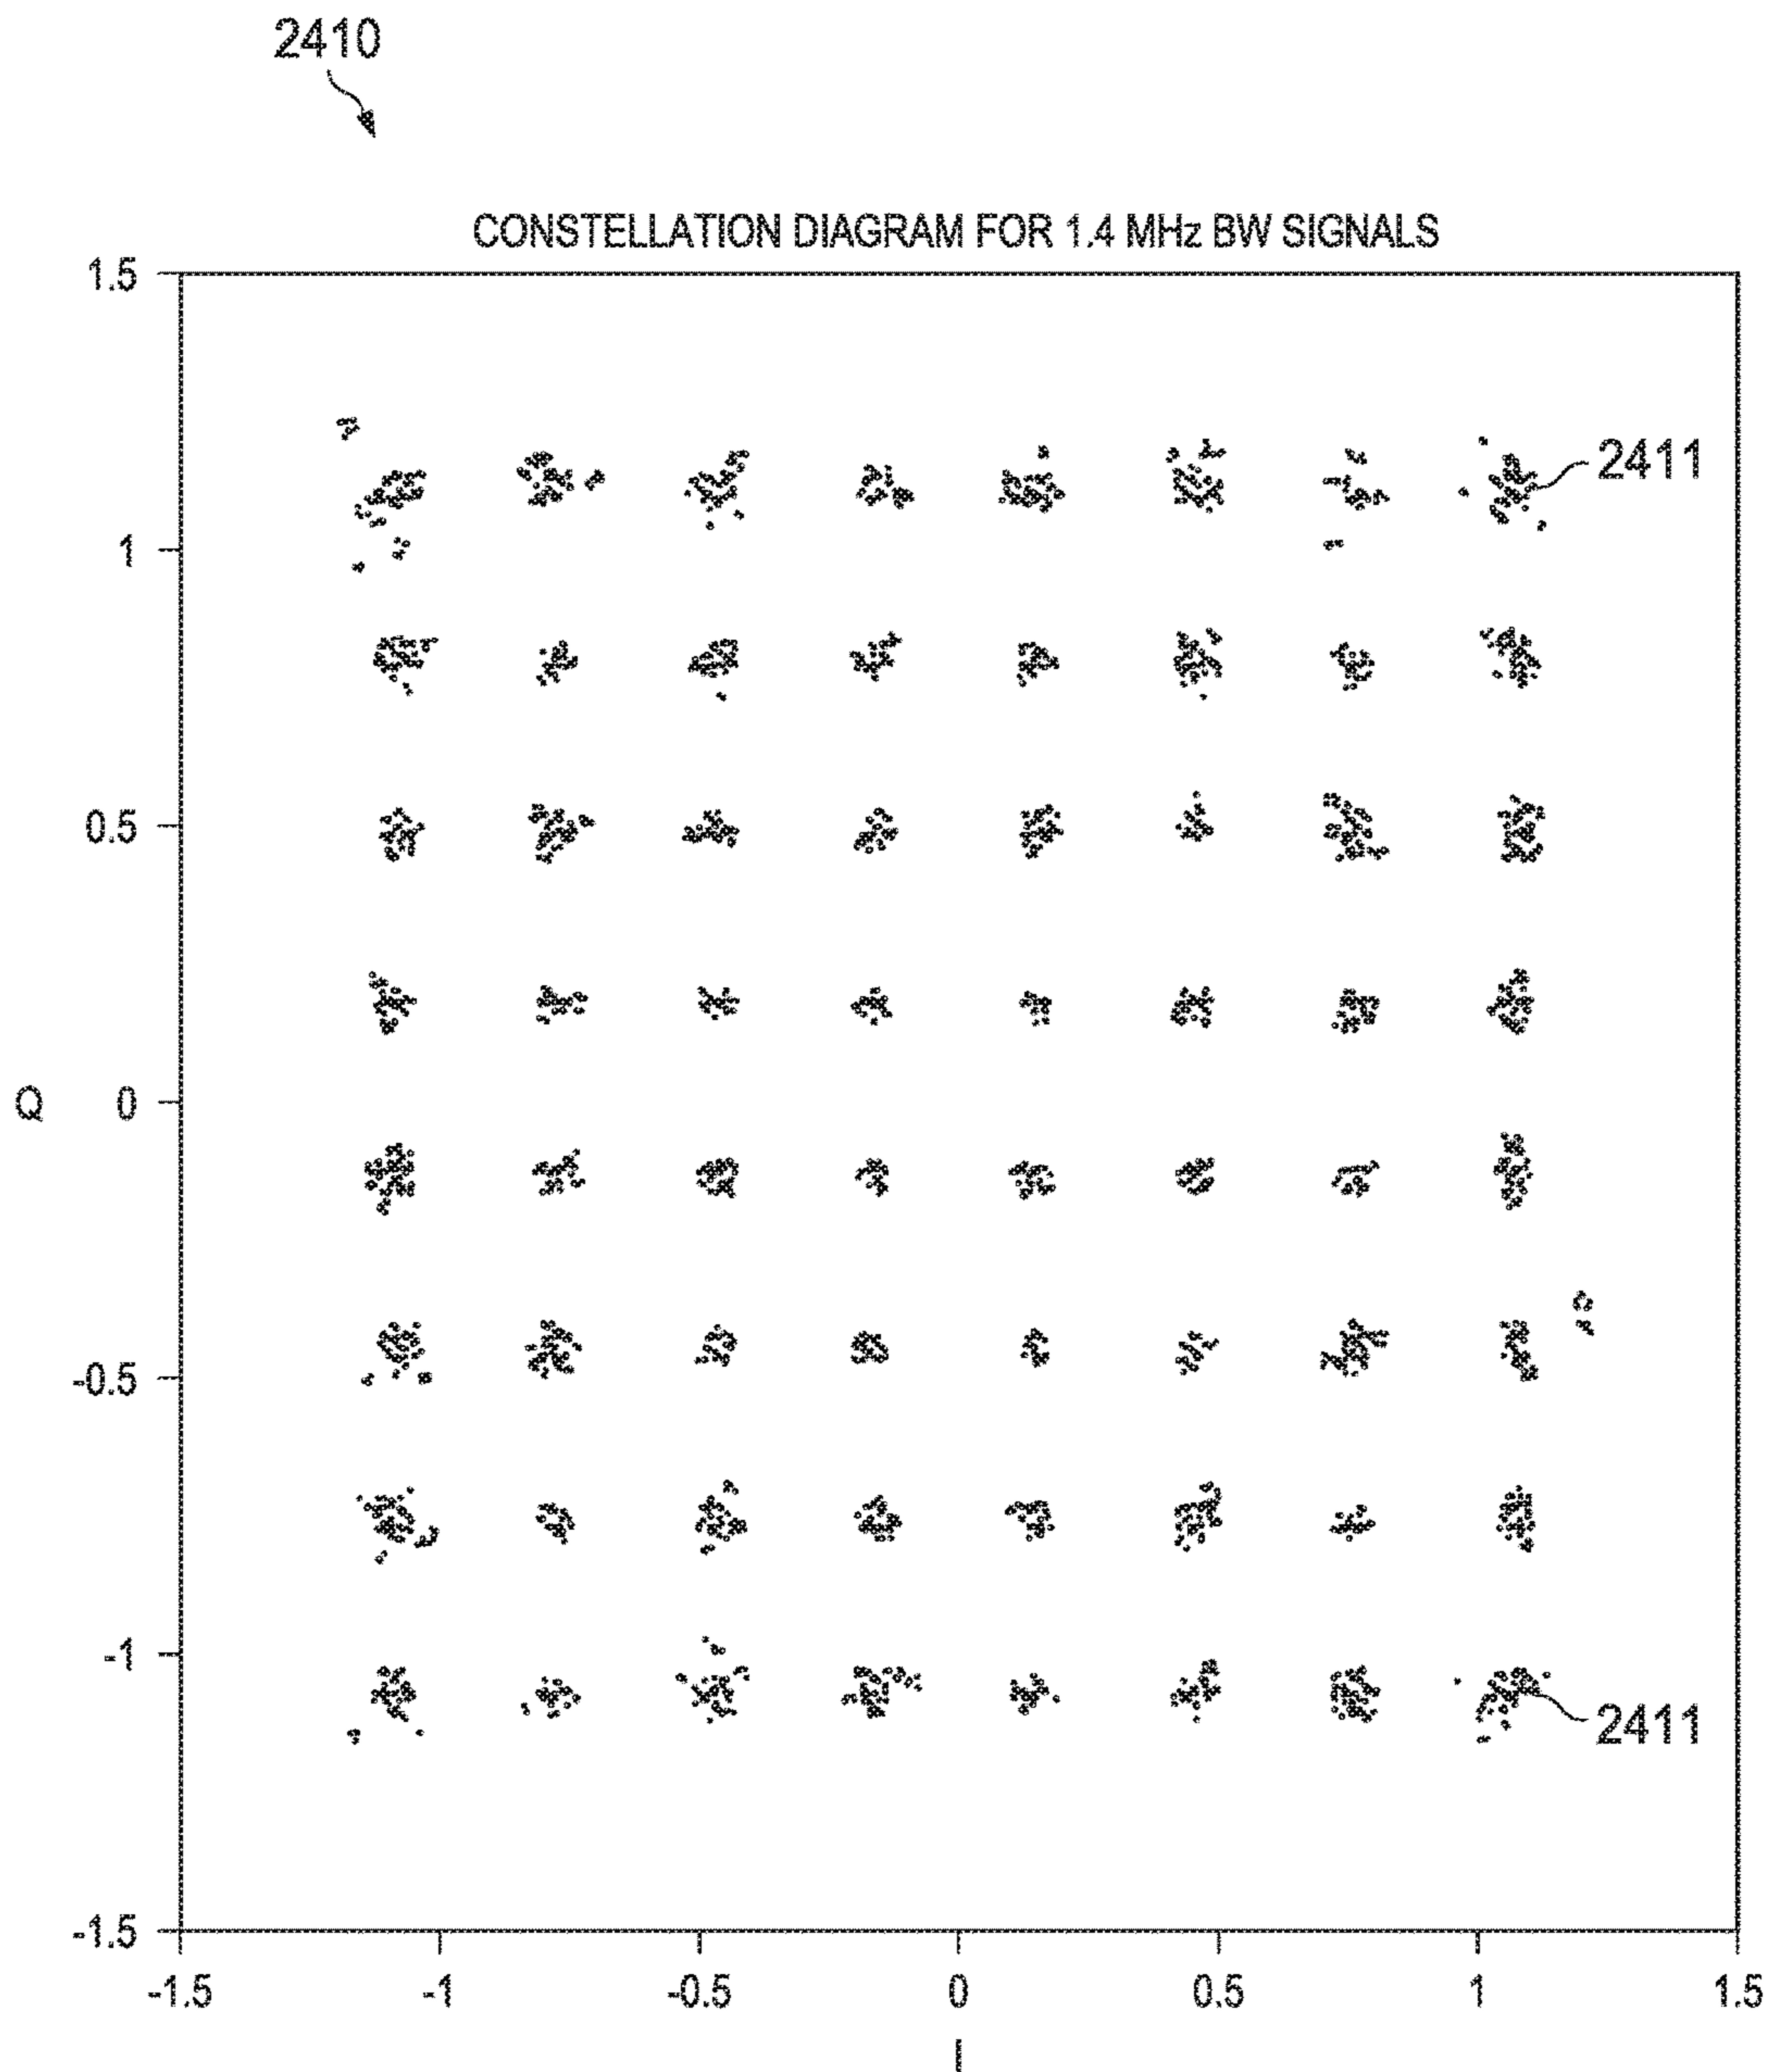 2410
CONSTELLATION DIAGRAM FOR 1.4 MHz BW SIGNALS
1.5
2411
1
0.5
Q 0
-0.5
-1
2411
-1.5
-1.5 -1 -0.5 0 0.5 1 1.5
I